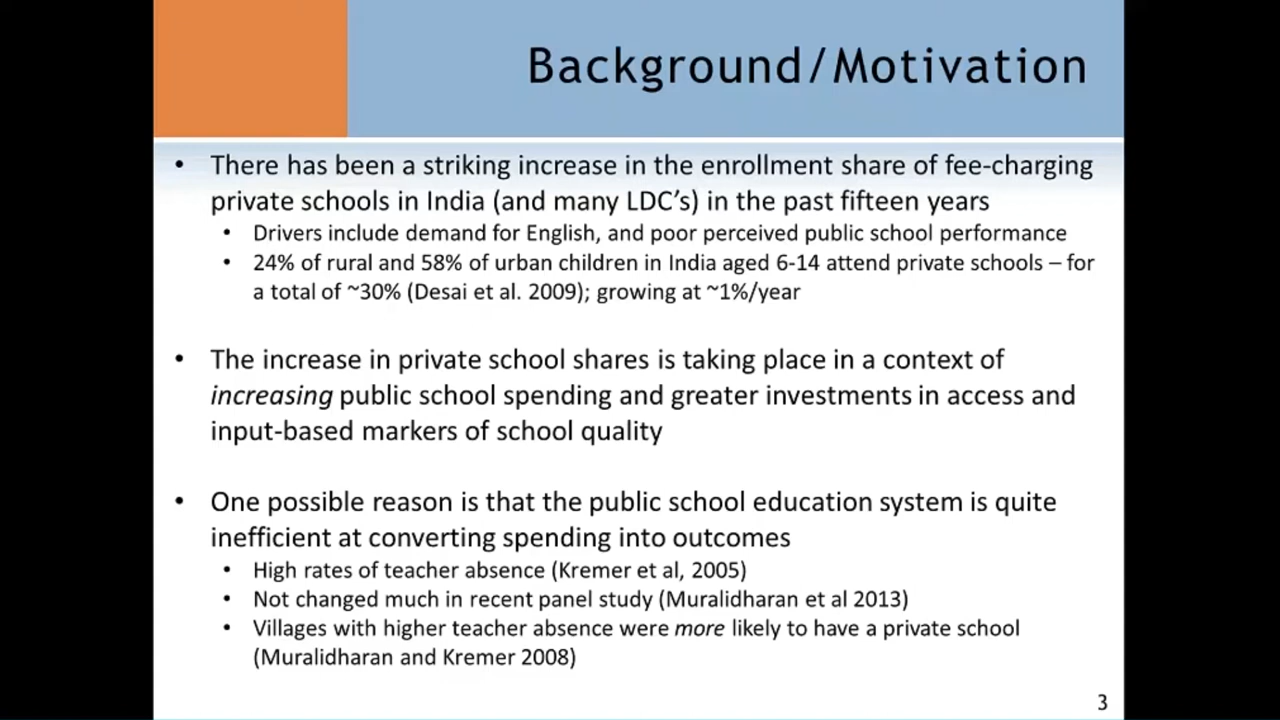 Background/Motivation
• There has been a striking increase in the enrollment share of fee-charging
private schools in India (and many LDC’s) in the past fifteen years
• Drivers include demand for English, and poor perceived public school performance
• 24% of rural and 58% of urban children in India aged 6-14 attend private schools – for
a total of ~30% (Desai et al. 2009); growing at ~1%/year
• The increase in private school shares is taking place in a context of
increasing public school spending and greater investments in access and
input-based markers of school quality
• One possible reason is that the public school education system is quite
inefficient at converting spending into outcomes
• High rates of teacher absence (Kremer et al, 2005)
• Not changed much in recent panel study (Muralidharan et al 2013)
• Villages with higher teacher absence were more likely to have a private school
(Muralidharan and Kremer 2008)
3